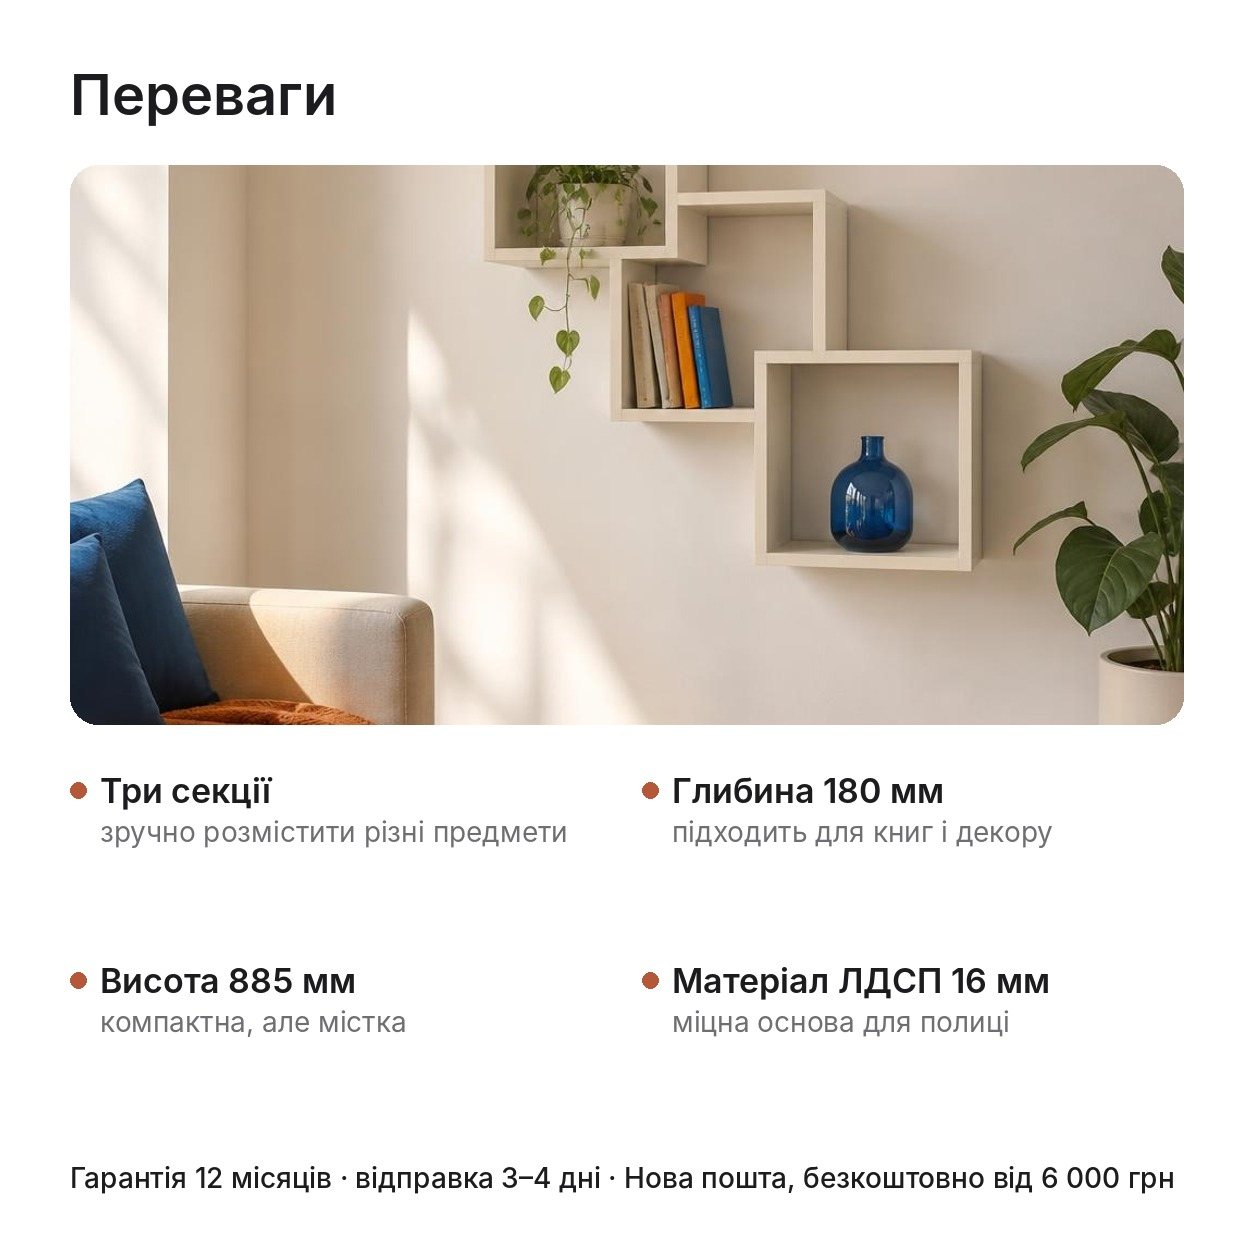 Переваги
Три секції
зручно розмістити різні предмети
Глибина 180 мм
підходить для книг і декору
Висота 885 мм
компактна, але містка
Матеріал ЛДСП 16 мм
міцна основа для полиці
Гарантія 12 місяців · відправка 3–4 дні · Нова пошта, безкоштовно від 6 000 грн